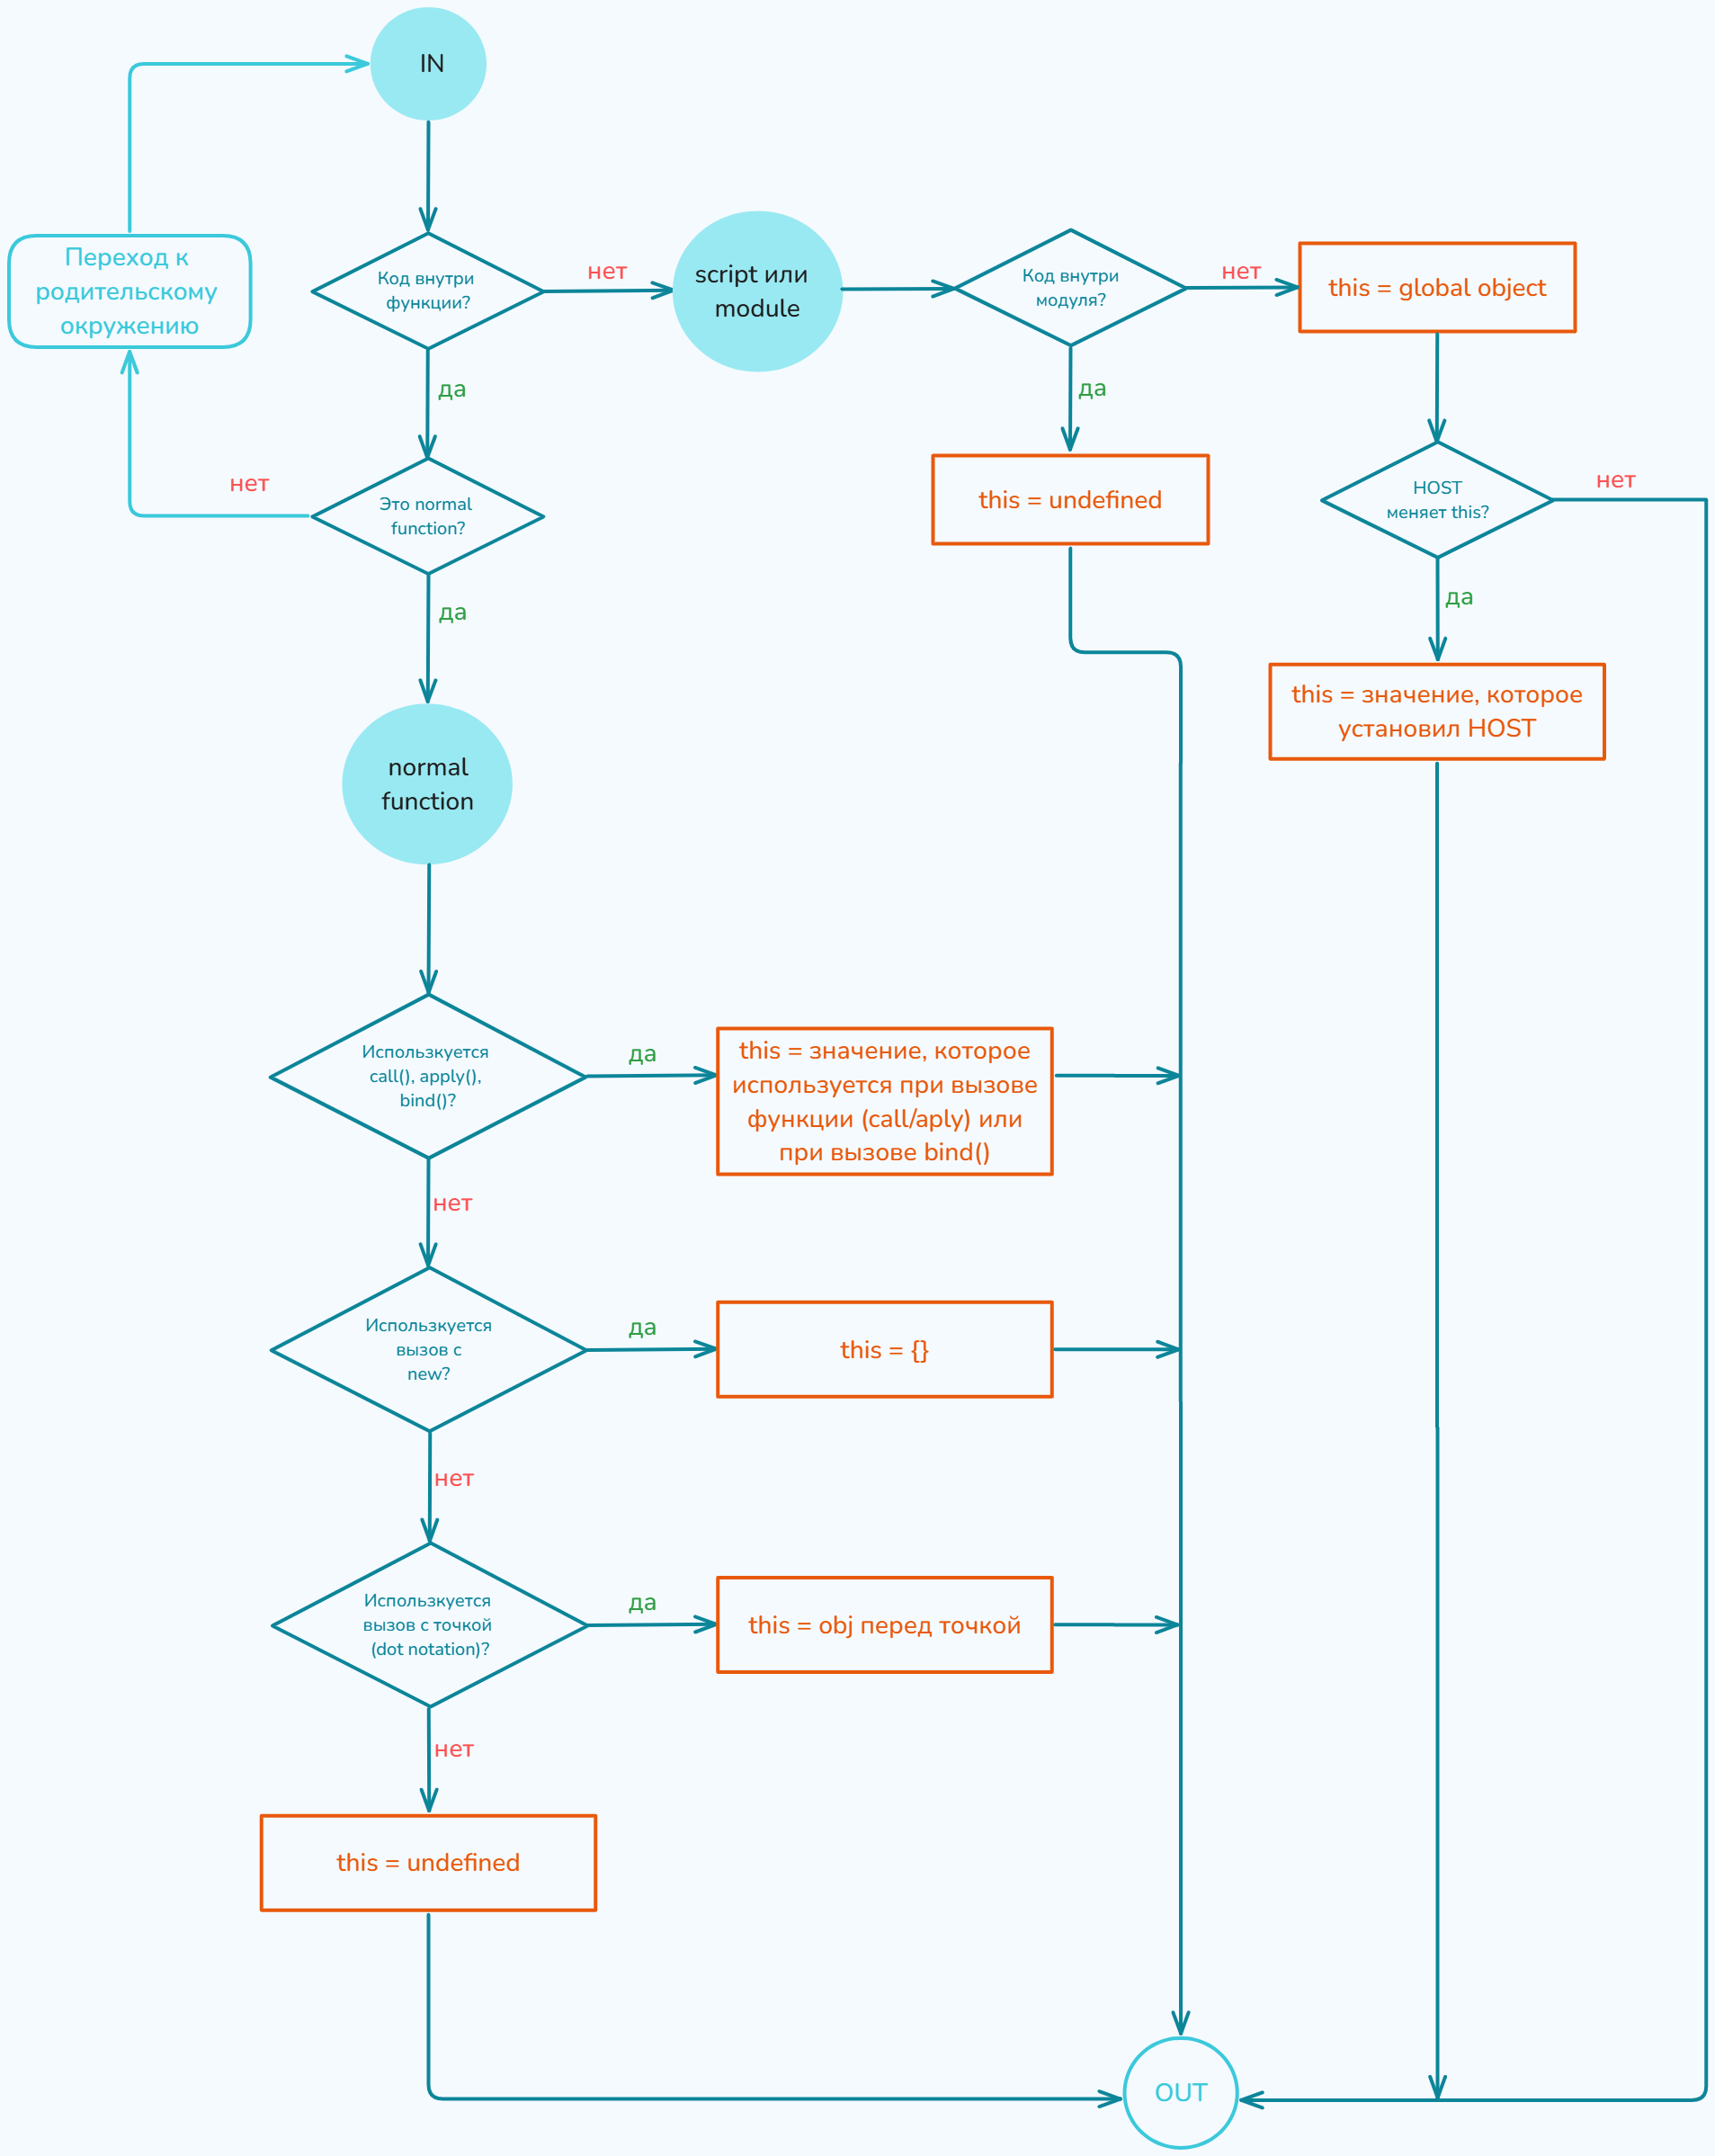 IN
Переход к
родительскому
окружению
Код внутри
функции?
нет
script или
module
Код внутри
модуля?
нет
this = global object
да
да
this = undefined
HOST
меняет this?
нет
нет
Это normal
function?
да
да
this = значение, которое
установил HOST
normal
function
Использкуется
call(), apply(),
bind()?
да
this = значение, которое
используется при вызове
функции (call/aply) или
при вызове bind()
нет
Использкуется
вызов с
new?
да
this = {}
нет
Использкуется
вызов с точкой
(dot notation)?
да
this = obj перед точкой
нет
this = undefined
OUT